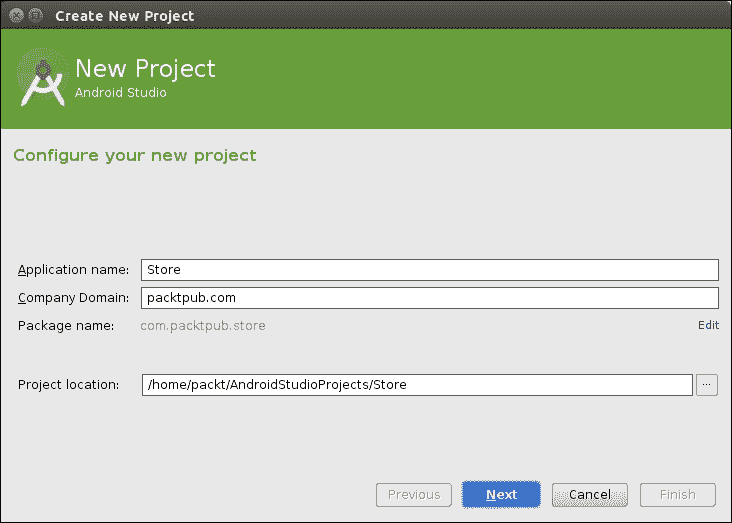 Create New Project
New Project
Android Studio
Configure your new project
Application name: Store
Company Domain: packtpub.com
Package name: com.packtpub.store Edit
Project location: /home/packt/AndroidStudioProjects/Store ...
Previous Next Cancel Finish